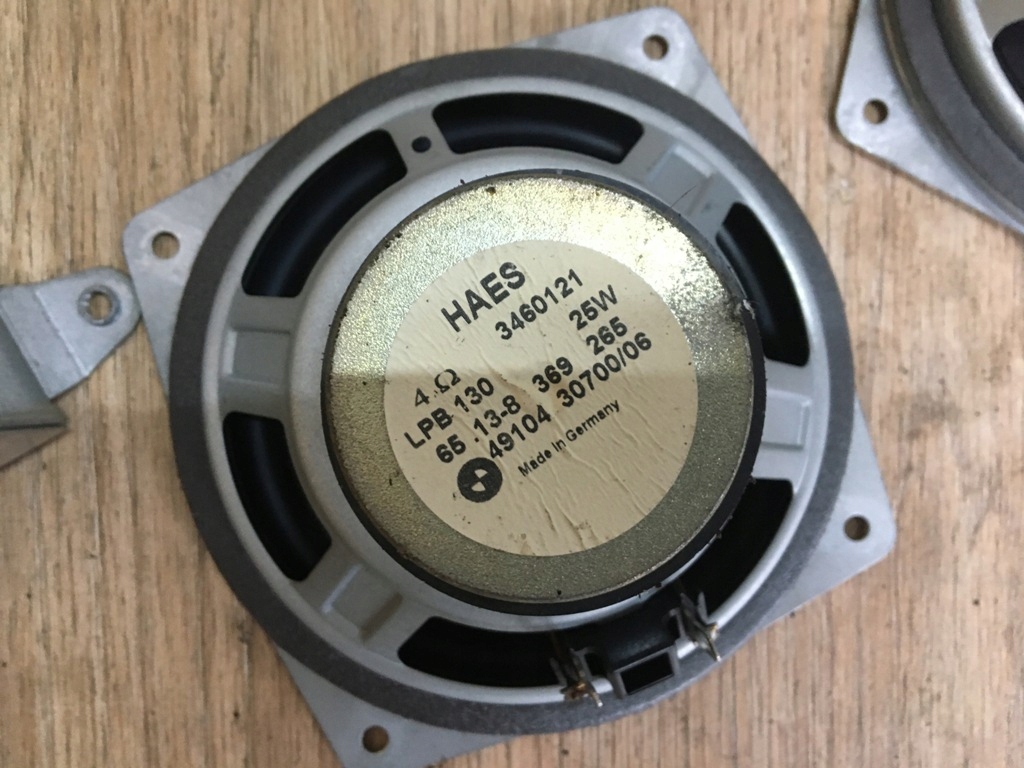 HAES
3460121
4 Ω 25W
LPB 130
65.13-8 369 265
49104 30700/06
Made in Germany